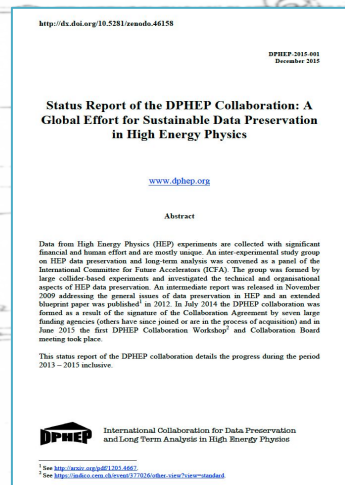 http://dx.doi.org/10.5281/zenodo.46158
DPHEP-2015-001
December 2015
Status Report of the DPHEP Collaboration: A
Global Effort for Sustainable Data Preservation
in High Energy Physics
www.dphep.org
Abstract
Data from High Energy Physics (HEP) experiments are collected with significant
financial and human effort and are mostly unique. An inter-experimental study group
on HEP data preservation and long-term analysis was convened as a panel of the
International Committee for Future Accelerators (ICFA). The group was formed by
large collider-based experiments and investigated the technical and organisational
aspects of HEP data preservation. An intermediate report was released in November
2009 addressing the general issues of data preservation in HEP and an extended
blueprint paper was published1 in 2012. In July 2014 the DPHEP collaboration was
formed as a result of the signature of the Collaboration Agreement by seven large
funding agencies (others have since joined or are in the process of acquisition) and in
June 2015 the first DPHEP Collaboration Workshop2 and Collaboration Board
meeting took place.
This status report of the DPHEP collaboration details the progress during the period
2013 – 2015 inclusive.
DPHEP International Collaboration for Data Preservation
and Long Term Analysis in High Energy Physics
1 See http://arxiv.org/pdf/1205.4667.
2 See https://indico.cern.ch/event/377026/other-view?view=standard.